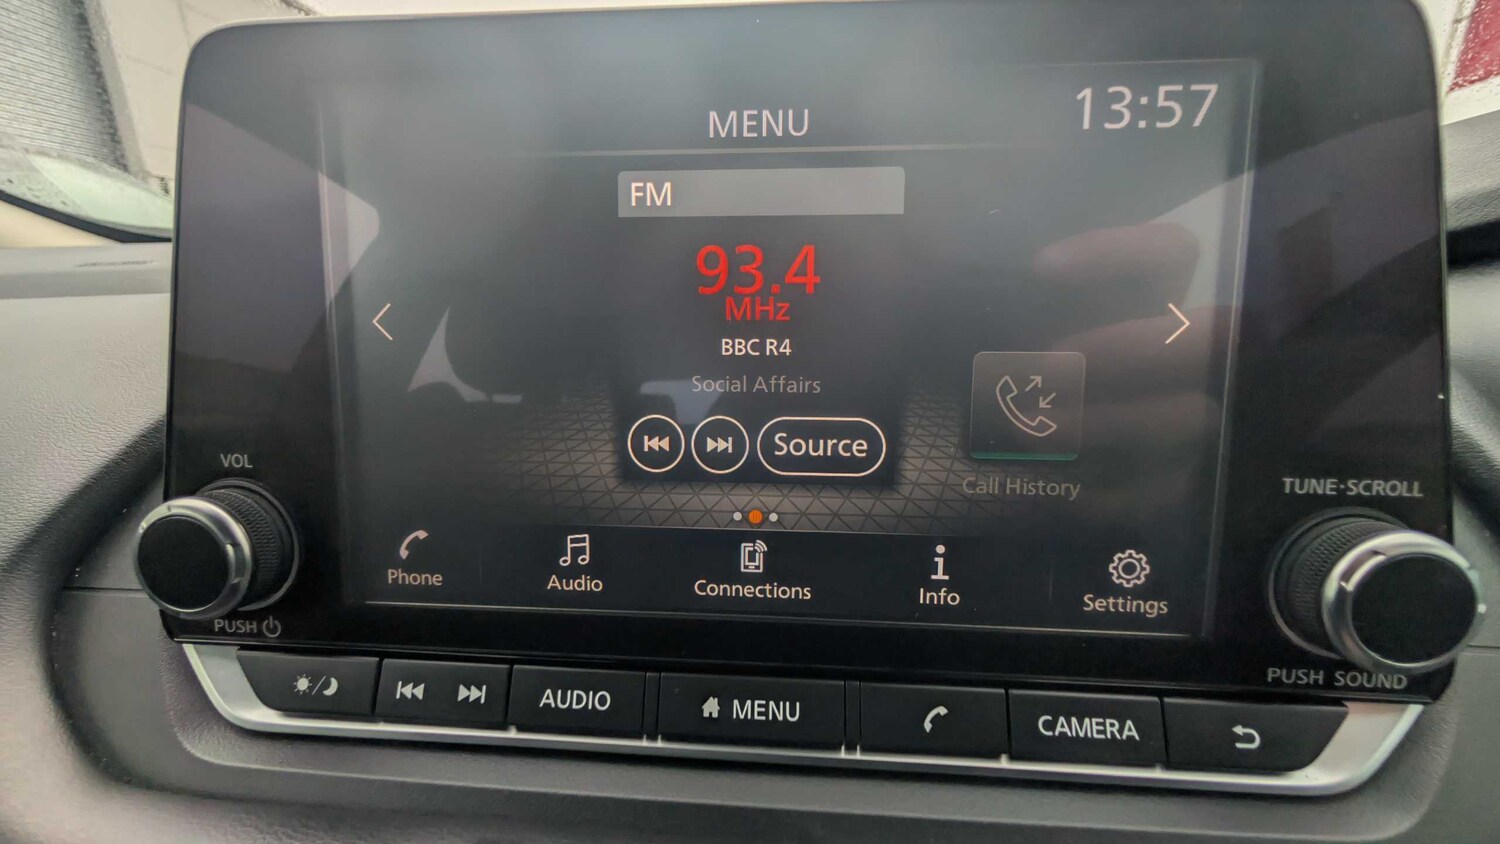 MENU
13:57
FM
93.4
MHz
BBC R4
Social Affairs
Source
Call History
Phone
Audio
Connections
Info
Settings
VOL
PUSH
TUNE·SCROLL
PUSH SOUND
AUDIO
MENU
CAMERA